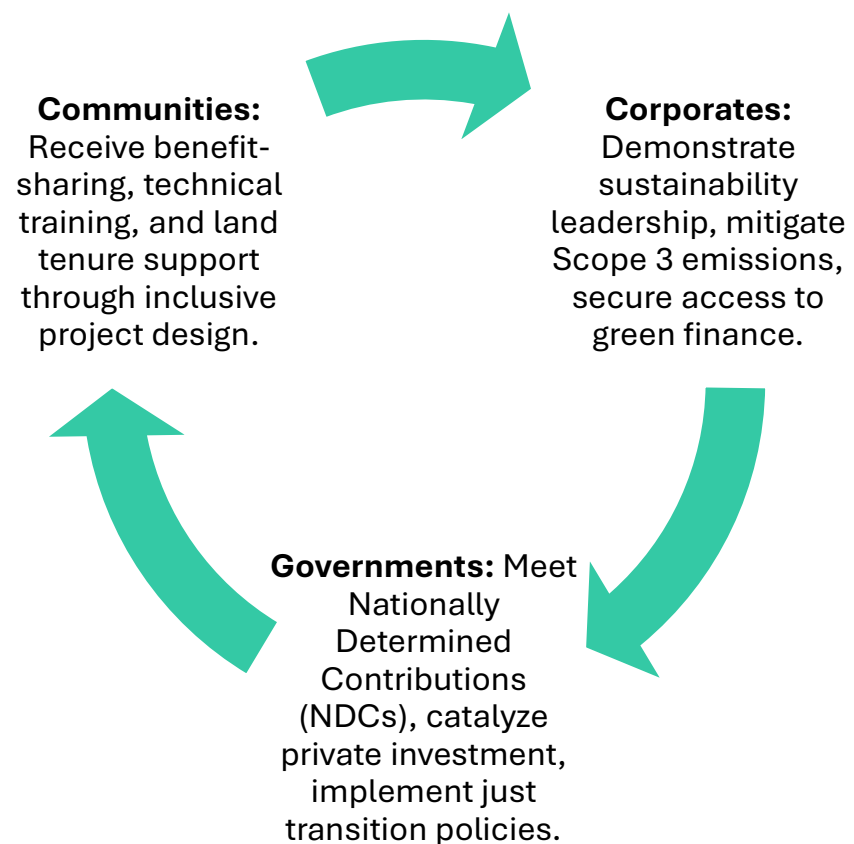 Communities:
Receive benefit-
sharing, technical
training, and land
tenure support
through inclusive
project design.
Corporates:
Demonstrate
sustainability
leadership, mitigate
Scope 3 emissions,
secure access to
green finance.
Governments: Meet
Nationally
Determined
Contributions
(NDCs), catalyze
private investment,
implement just
transition policies.